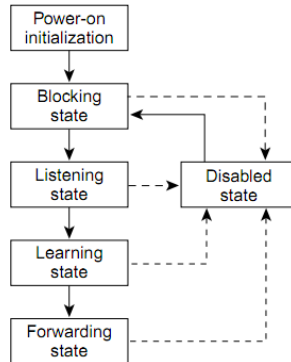 Power-on
initialization
Blocking
state
Listening
state
Disabled
state
Learning
state
Forwarding
state